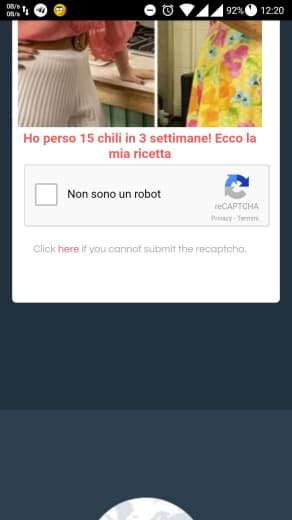 0B/s
0B/s
92%
12:20
Ho perso 15 chili in 3 settimane! Ecco la
mia ricetta
Non sono un robot
reCAPTCHA
Privacy - Termini
Click here if you cannot submit the recaptcha.